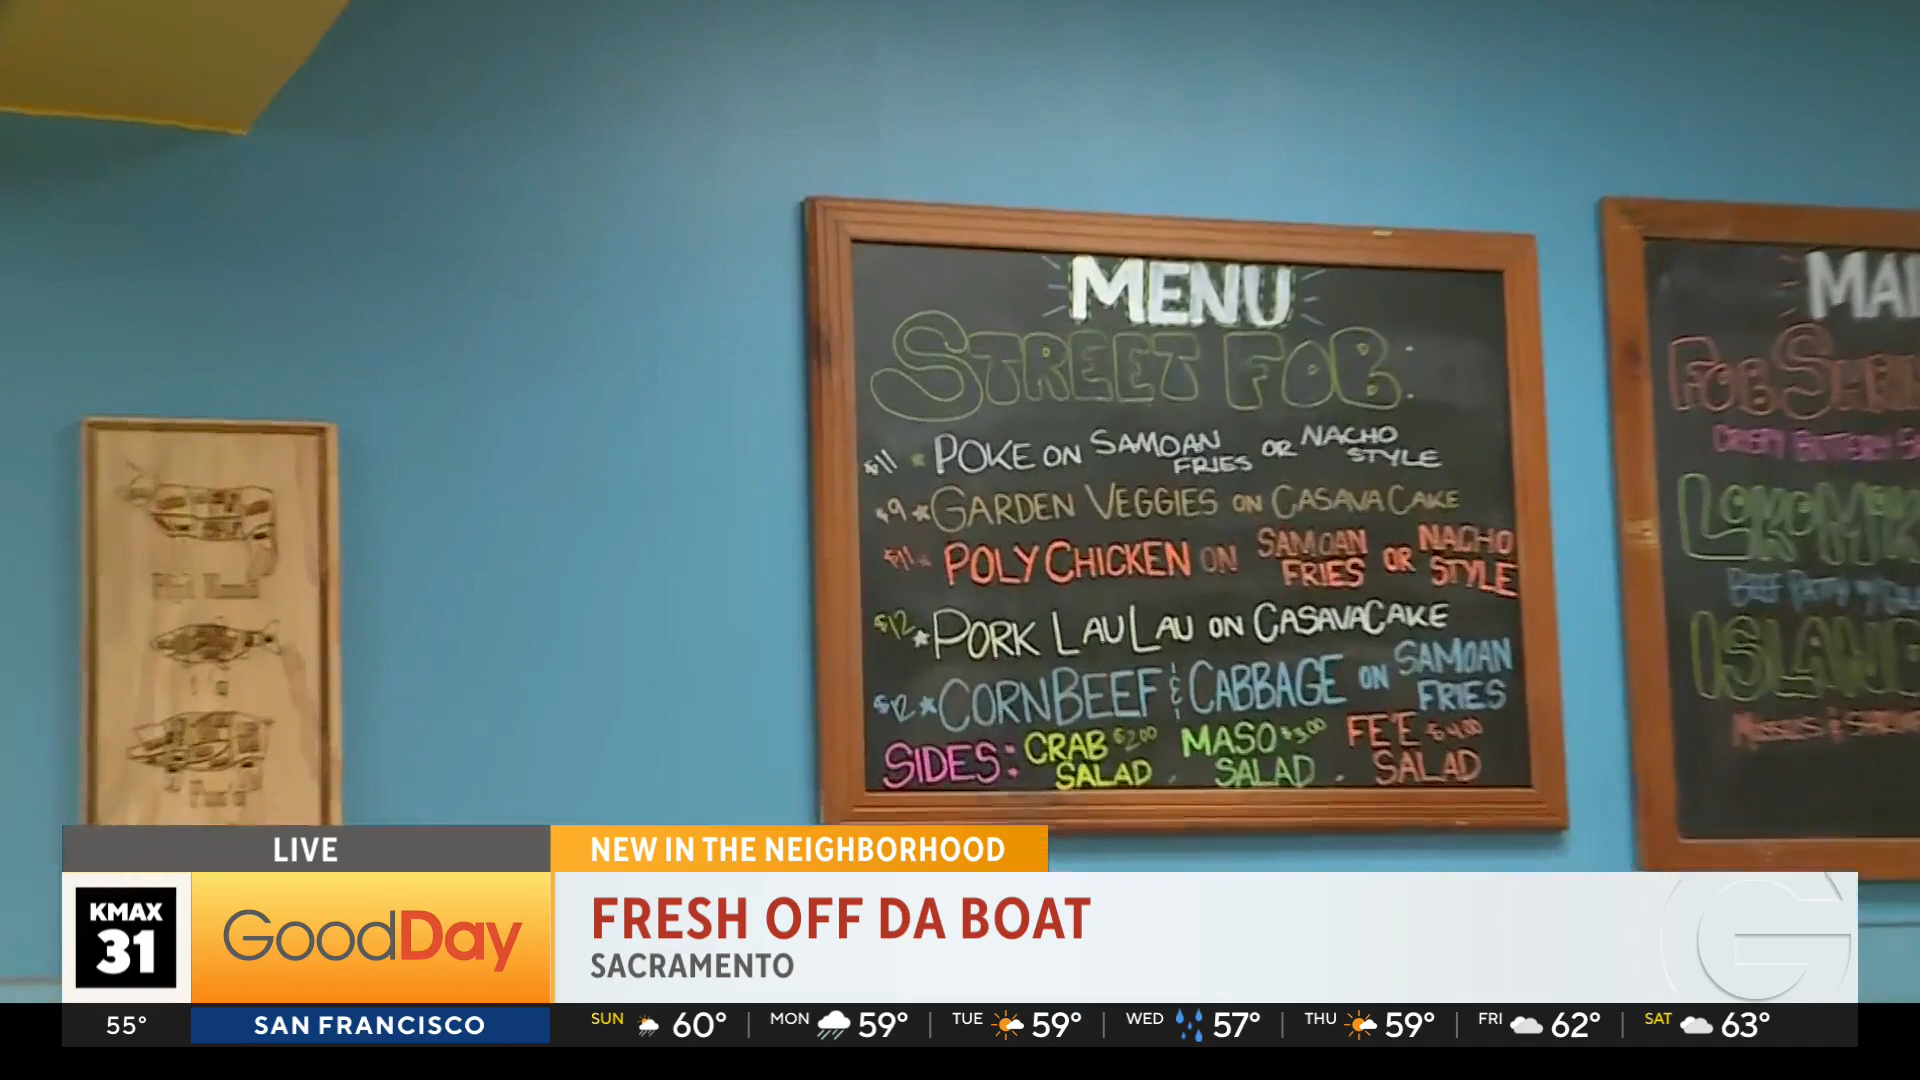 MENU
STREET FOB:
$11 POKE ON SAMOAN FRIES OR NACHO STYLE
$9 GARDEN VEGGIES ON CASAVA CAKE
$11 POLY CHICKEN ON SAMOAN FRIES OR NACHO STYLE
$12 PORK LAU LAU ON CASAVA CAKE
$12 CORN BEEF & CABBAGE ON SAMOAN FRIES
SIDES: CRAB SALAD $2.00 MASO SALAD $3.00 FE'E SALAD $4.00
FOB
ISLAND
LIVE
NEW IN THE NEIGHBORHOOD
KMAX
31
GoodDay
FRESH OFF DA BOAT
SACRAMENTO
G
55° SAN FRANCISCO SUN 60° MON 59° TUE 59° WED 57° THU 59° FRI 62° SAT 63°